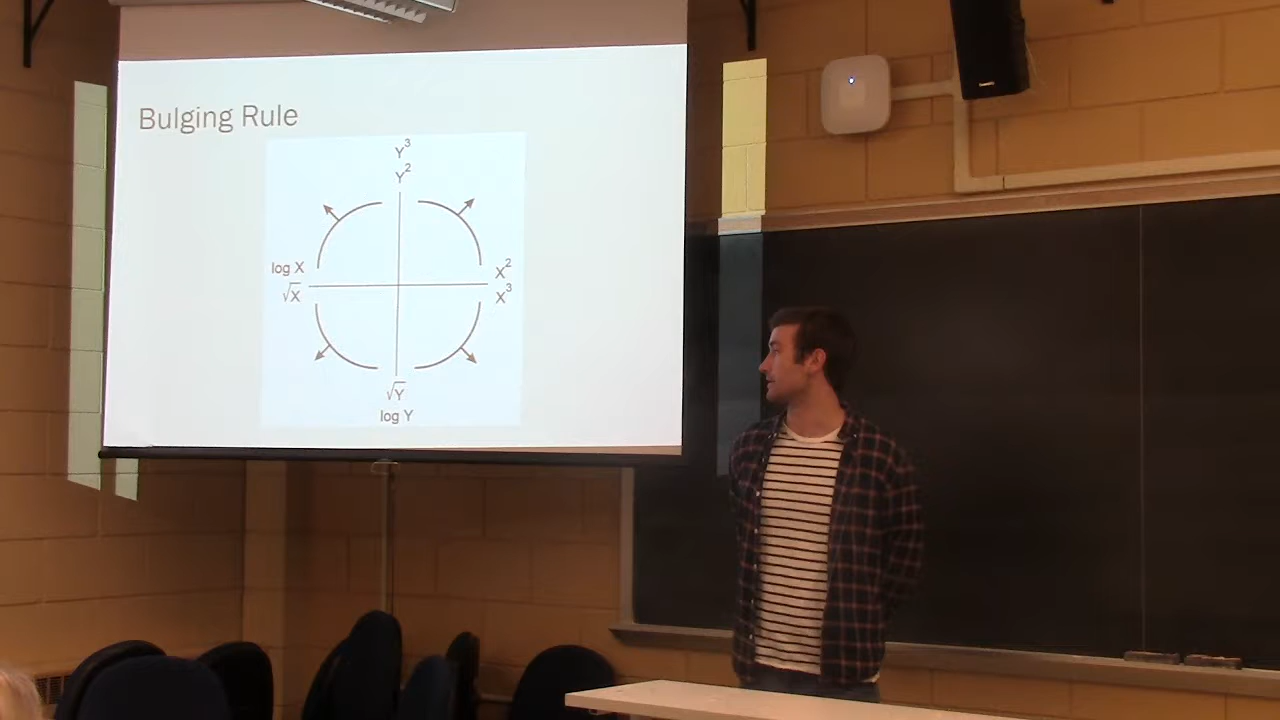 Bulging Rule
Y³
Y²
log X
√X
X²
X³
√Y
log Y